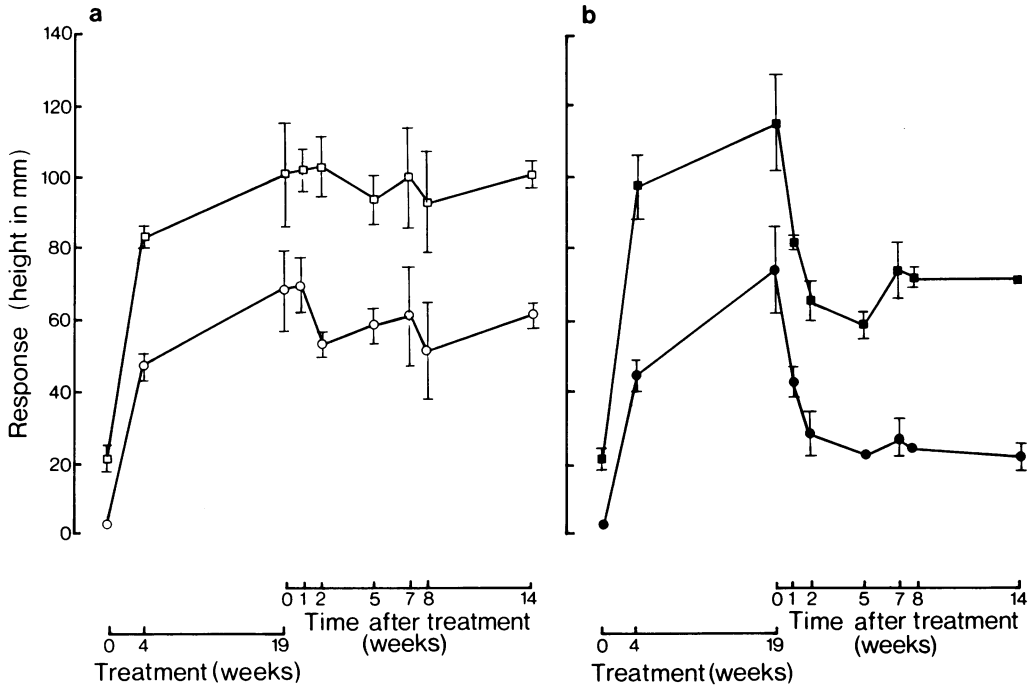 a
b
140
120
100
80
60
40
20
0
Response (height in mm)
0 1 2 5 7 8 14
Time after treatment
(weeks)
0 4 19
Treatment (weeks)
0 1 2 5 7 8 14
Time after treatment
(weeks)
0 4 19
Treatment (weeks)